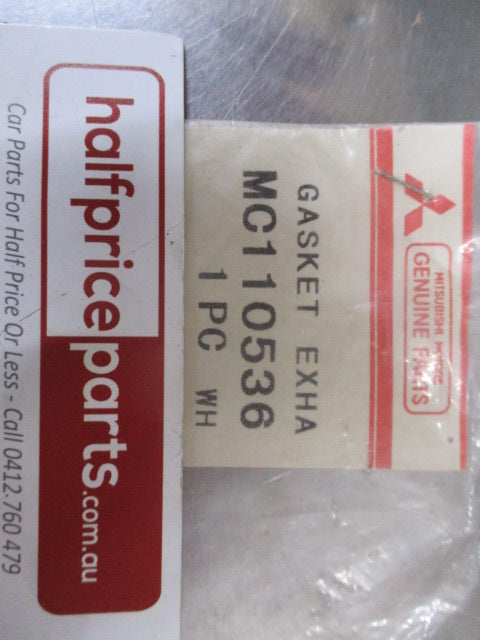 MITSUBISHI MOTORS
GENUINE PARTS
GASKET EXHA
MC110536
1 PC WH
halfpriceparts.com.au
Car Parts For Half Price Or Less - Call 0412 760 479